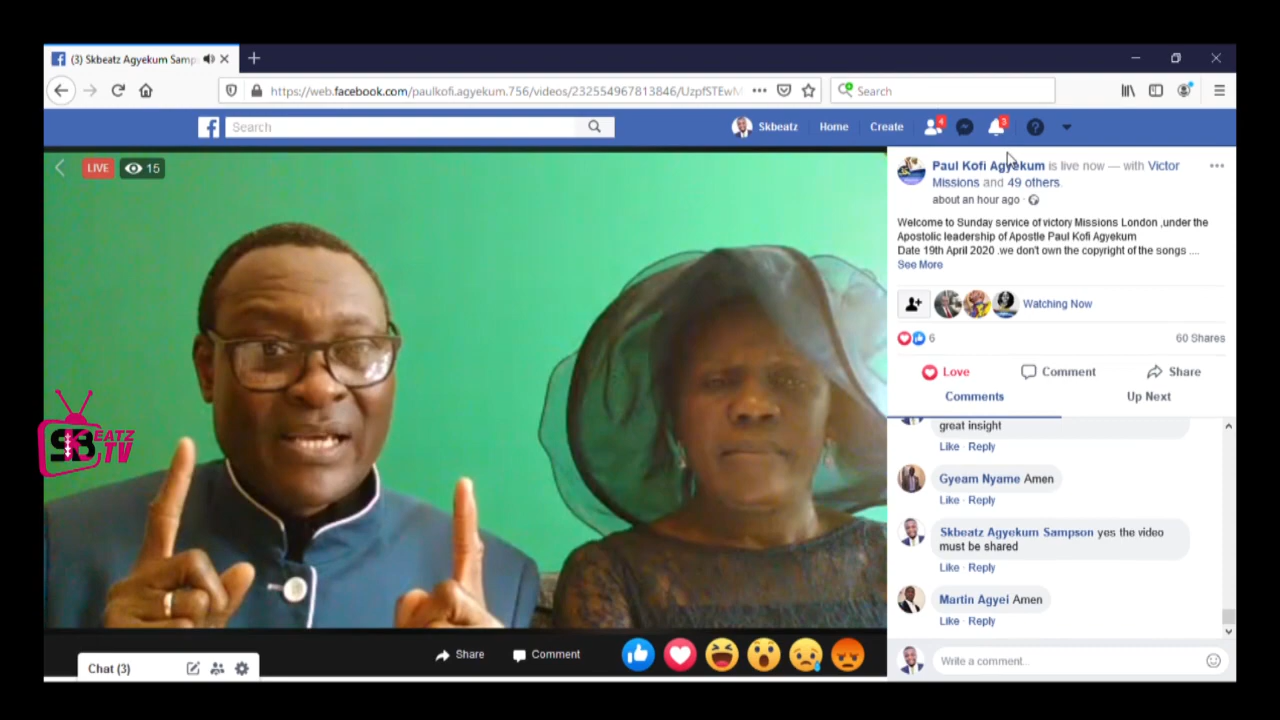 (3) Skbeatz Agyekum Samp
https://web.facebook.com/paulkofi.agyekum.756/videos/232554967813846/UzpfSTEwM
Search
Search
Skbeatz
Home
Create
4
3
LIVE
15
Paul Kofi Agyekum is live now — with Victor
Missions and 49 others.
about an hour ago
Welcome to Sunday service of victory Missions London ,under the
Apostolic leadership of Apostle Paul Kofi Agyekum
Date 19th April 2020 .we don't own the copyright of the songs ....
See More
Watching Now
6
60 Shares
Love
Comment
Share
Comments
Up Next
great insight
Like · Reply
Gyeam Nyame Amen
Like · Reply
Skbeatz Agyekum Sampson yes the video
must be shared
Like · Reply
Martin Agyei Amen
Like · Reply
Write a comment...
SKBEATZ
TV
Share
Comment
Chat (3)